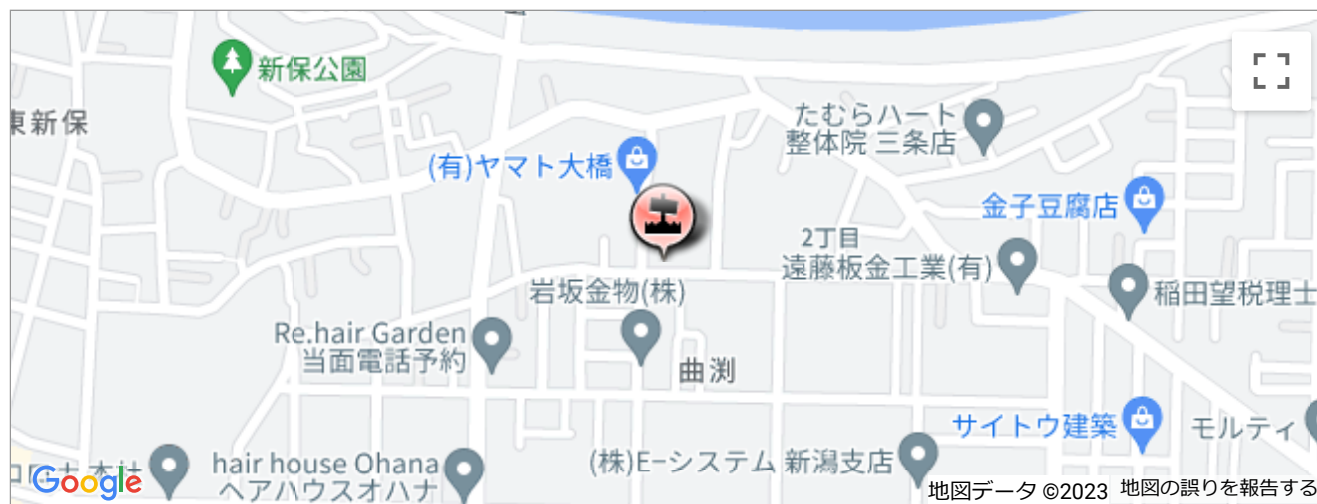 新保公園
東新保
たむらハート
整体院 三条店
(有)ヤマト大橋
金子豆腐店
2丁目
遠藤板金工業(有)
岩坂金物(株)
稲田望税理士
Re.hair Garden
当面電話予約
曲渕
サイトウ建築
モルティ
hair house Ohana
ヘアハウスオハナ
(株)E-システム 新潟支店
Google
地図データ ©2023
地図の誤りを報告する